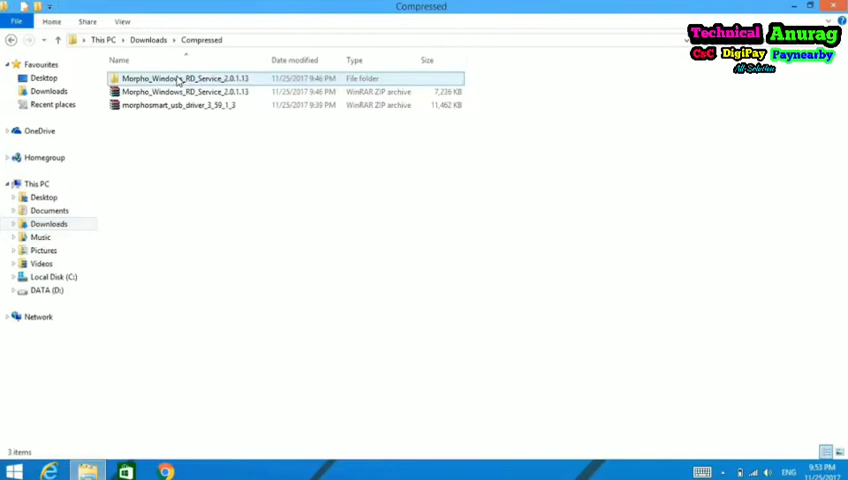 Compressed
File
Home
Share
View
This PC
Downloads
Compressed
Technical Anurag
CsC DigiPay Paynearby
All Solution
Name
Date modified
Type
Size
Favourites
Desktop
Downloads
Recent places
OneDrive
Homegroup
This PC
Desktop
Documents
Downloads
Music
Pictures
Videos
Local Disk (C:)
DATA (D:)
Network
Morpho_Windows_RD_Service_2.0.1.13 11/25/2017 9:46 PM File folder
Morpho_Windows_RD_Service_2.0.1.13 11/25/2017 9:46 PM WinRAR ZIP archive 7,236 KB
morphosmart_usb_driver_3_59_1_3 11/25/2017 9:39 PM WinRAR ZIP archive 11,462 KB
3 items
ENG
9:53 PM
11/25/2017